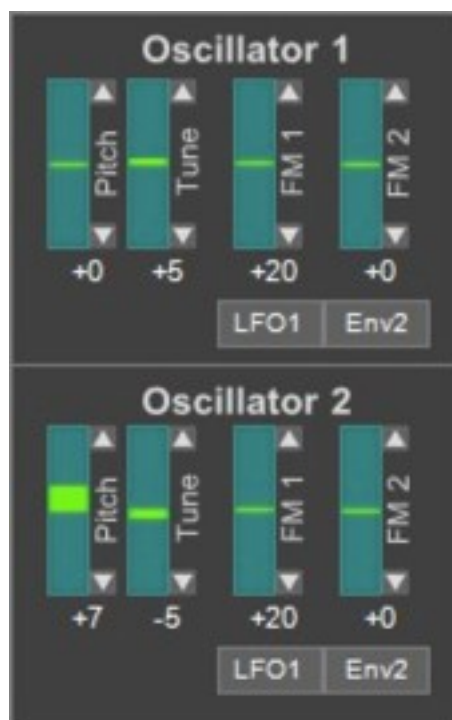 Oscillator 1
Pitch Tune FM 1 FM 2
+0 +5 +20 +0
LFO1 Env2
Oscillator 2
Pitch Tune FM 1 FM 2
+7 -5 +20 +0
LFO1 Env2